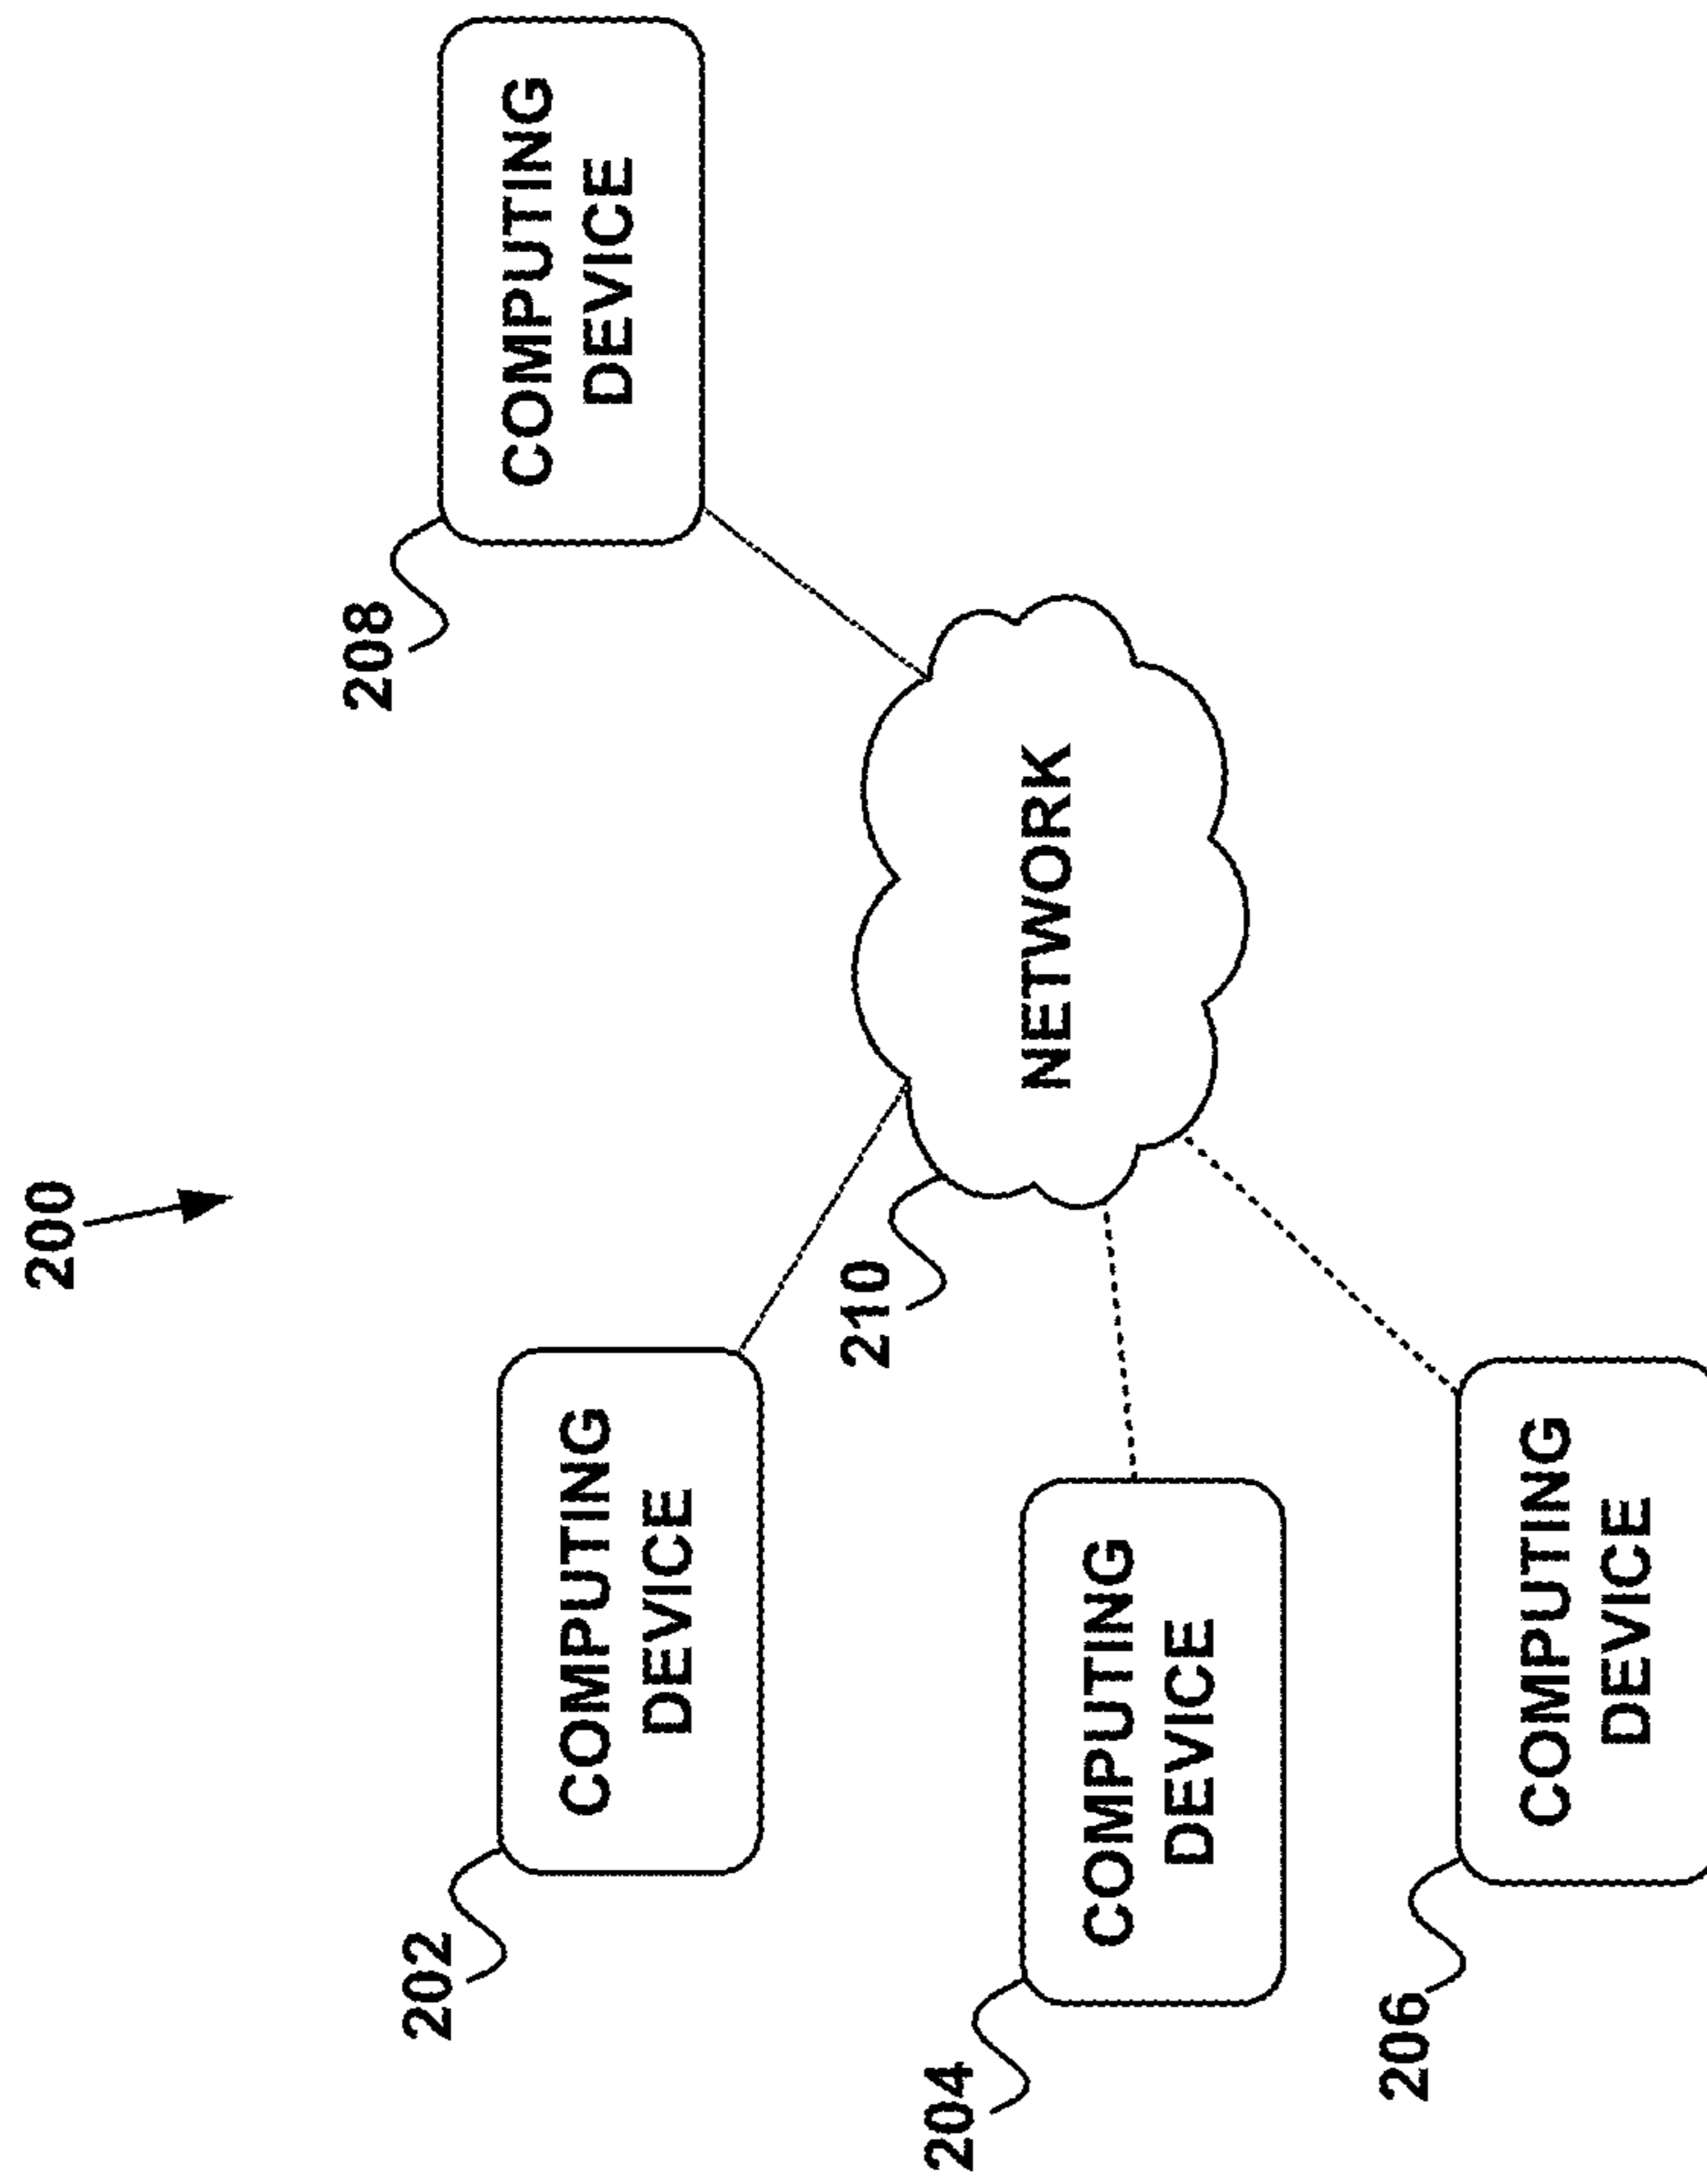 200
208
COMPUTING
DEVICE
202
COMPUTING
DEVICE
210
NETWORK
204
COMPUTING
DEVICE
206
COMPUTING
DEVICE